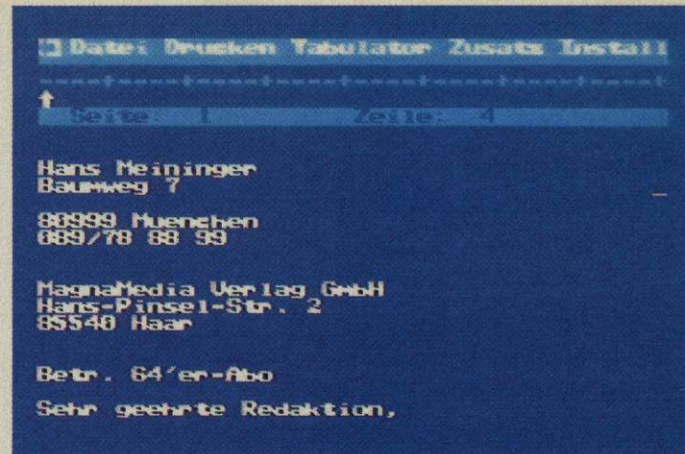 Datei Drucken Tabulator Zusatz Install
Seite: 1 Zeile: 4
Hans Meininger
Baumweg 7
80999 Muenchen
089/78 88 99
MagnaMedia Verlag GmbH
Hans-Pinsel-Str. 2
85540 Haar
Betr. 64'er-Abo
Sehr geehrte Redaktion,